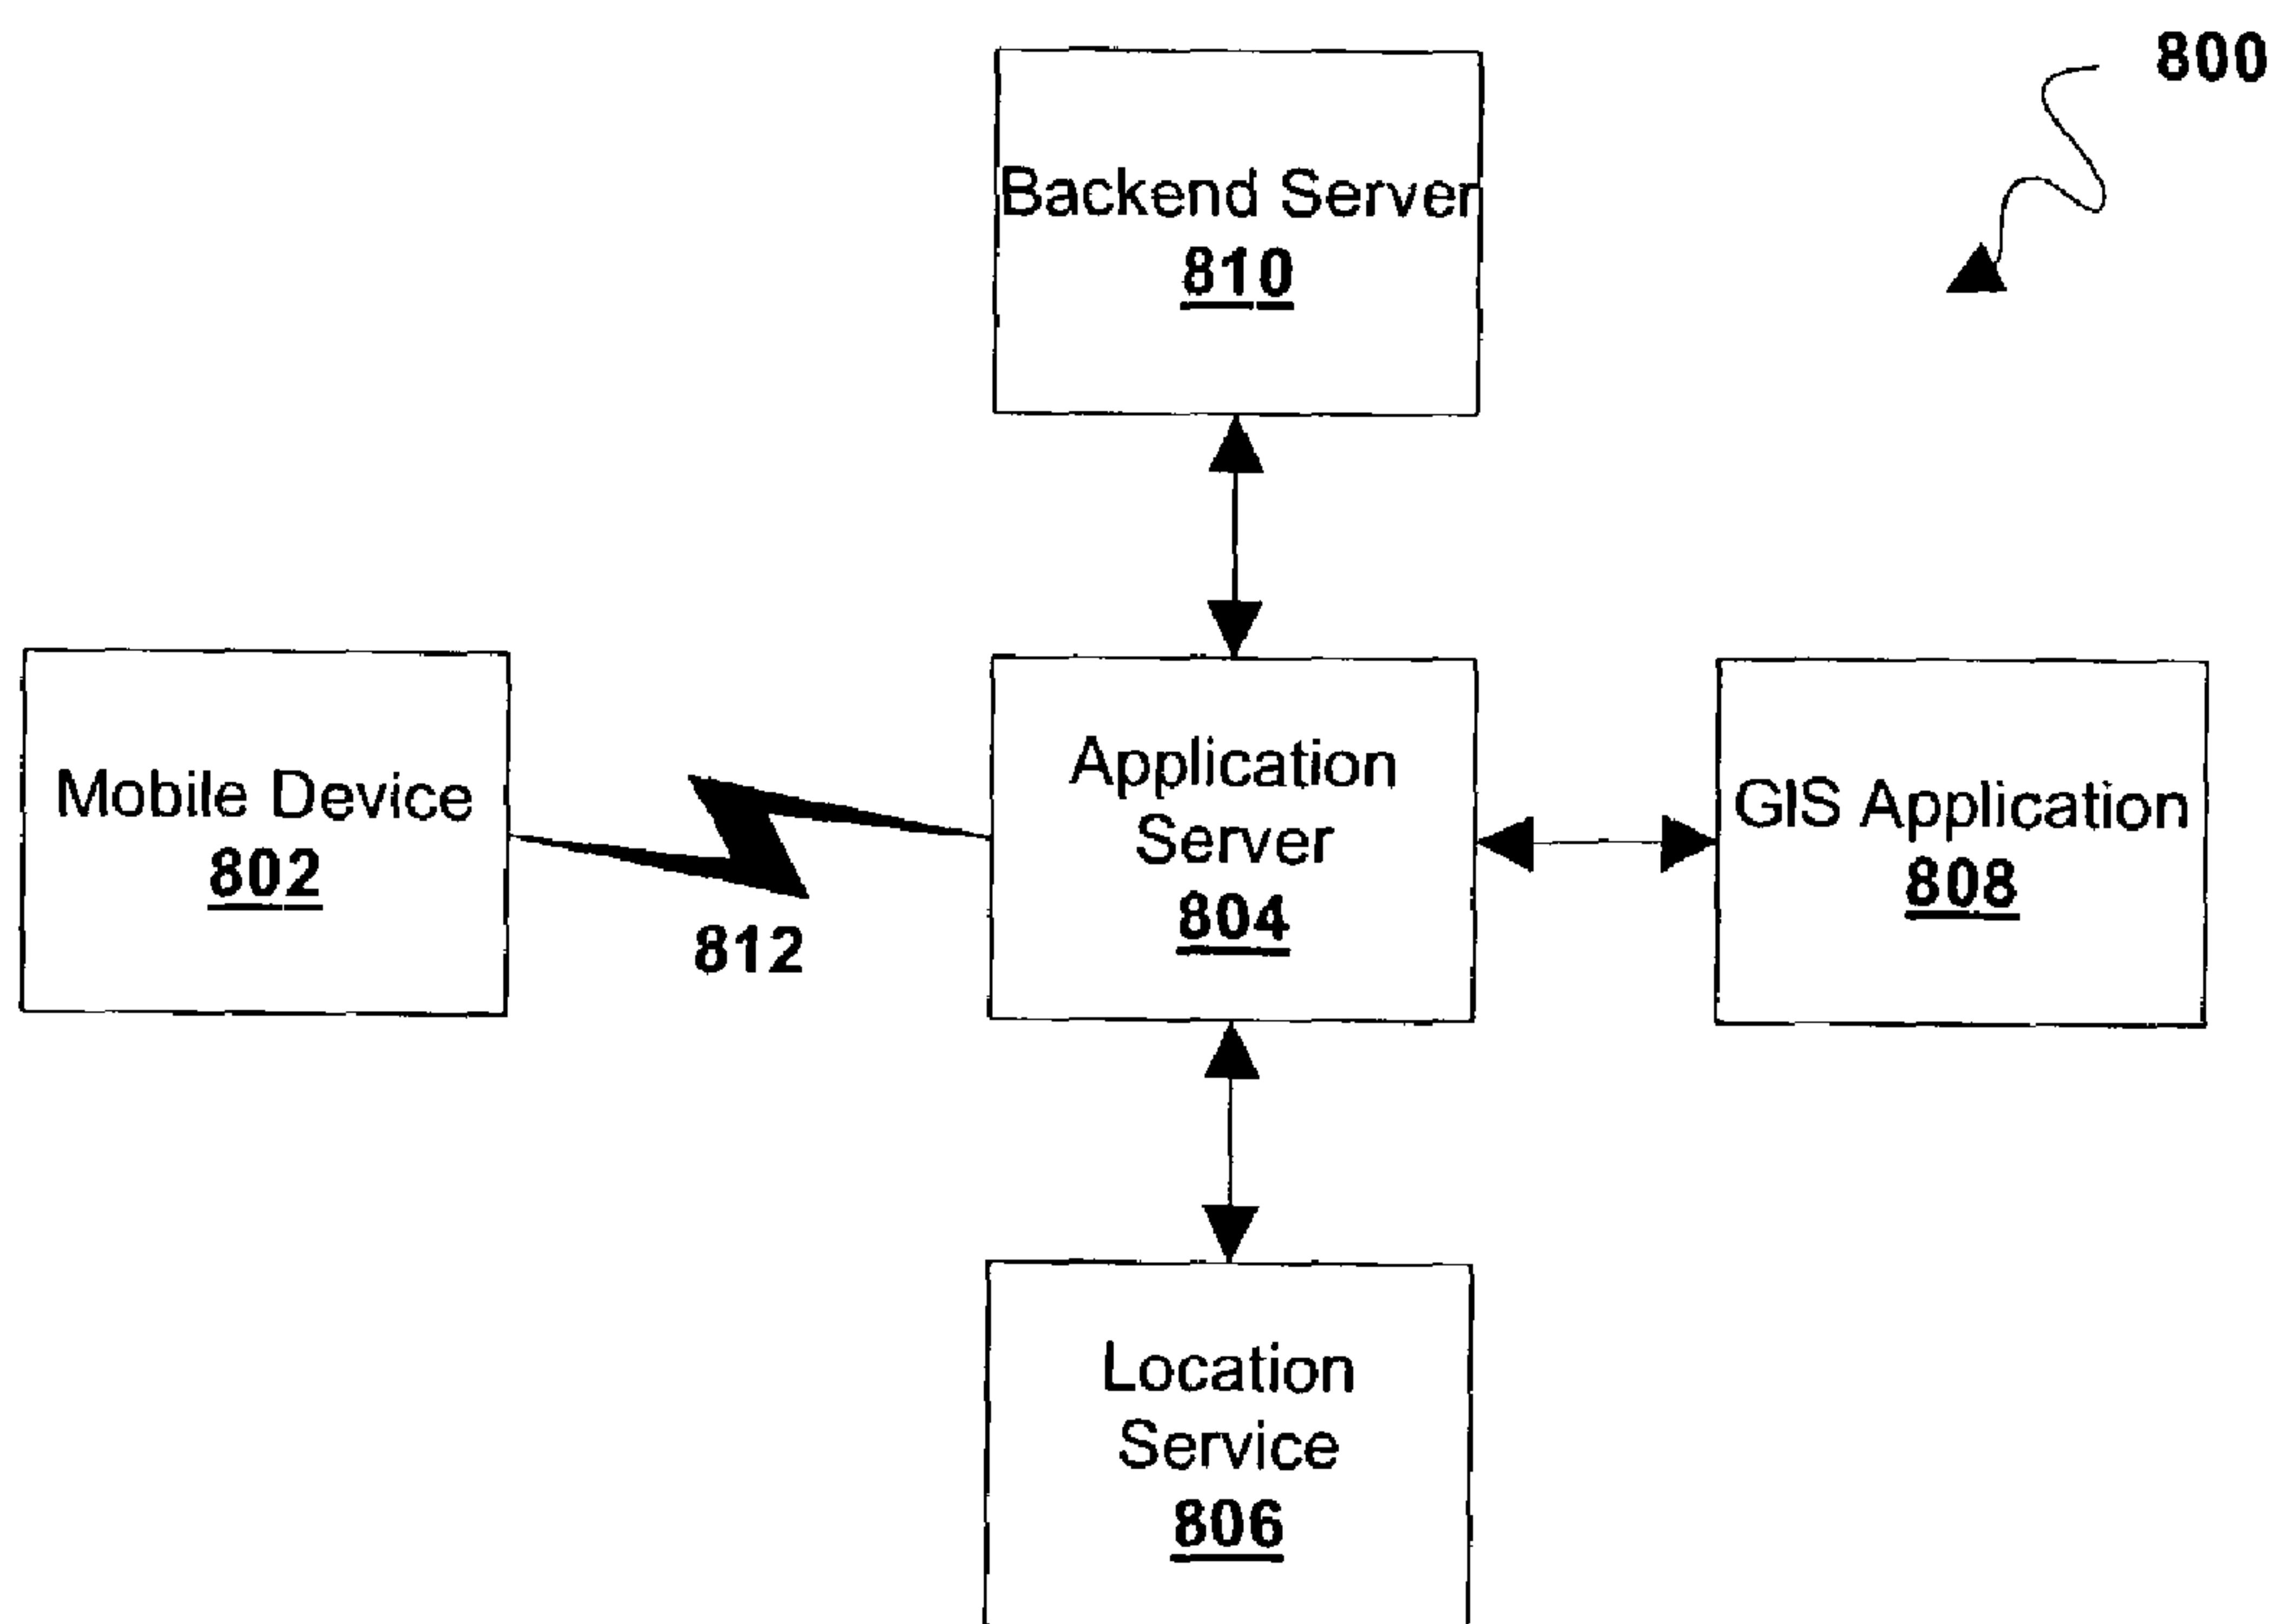 800
Backend Server
810
Mobile Device
802
812
Application
Server
804
GIS Application
808
Location
Service
806